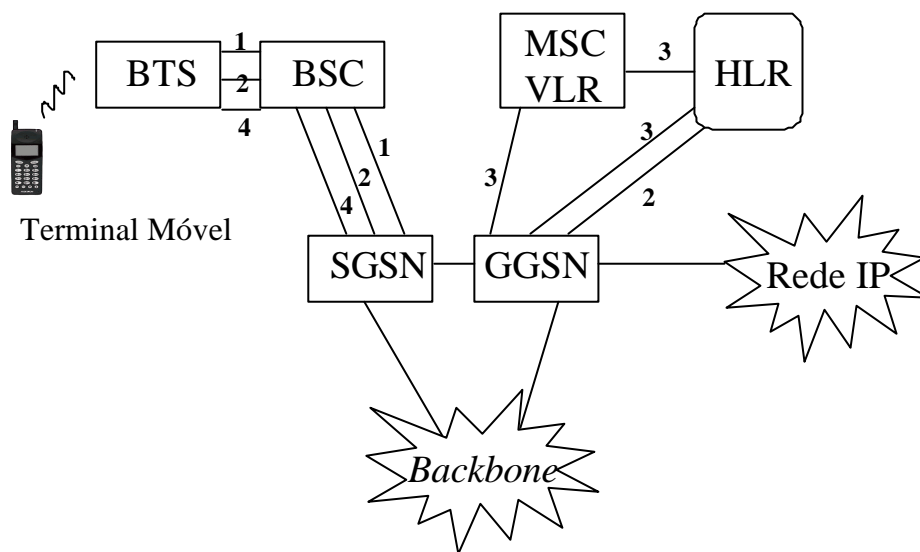 1
BTS
2
BSC
4
MSC
VLR
3
HLR
Terminal Móvel
1
2
4
3
3
2
SGSN
GGSN
Rede IP
Backbone